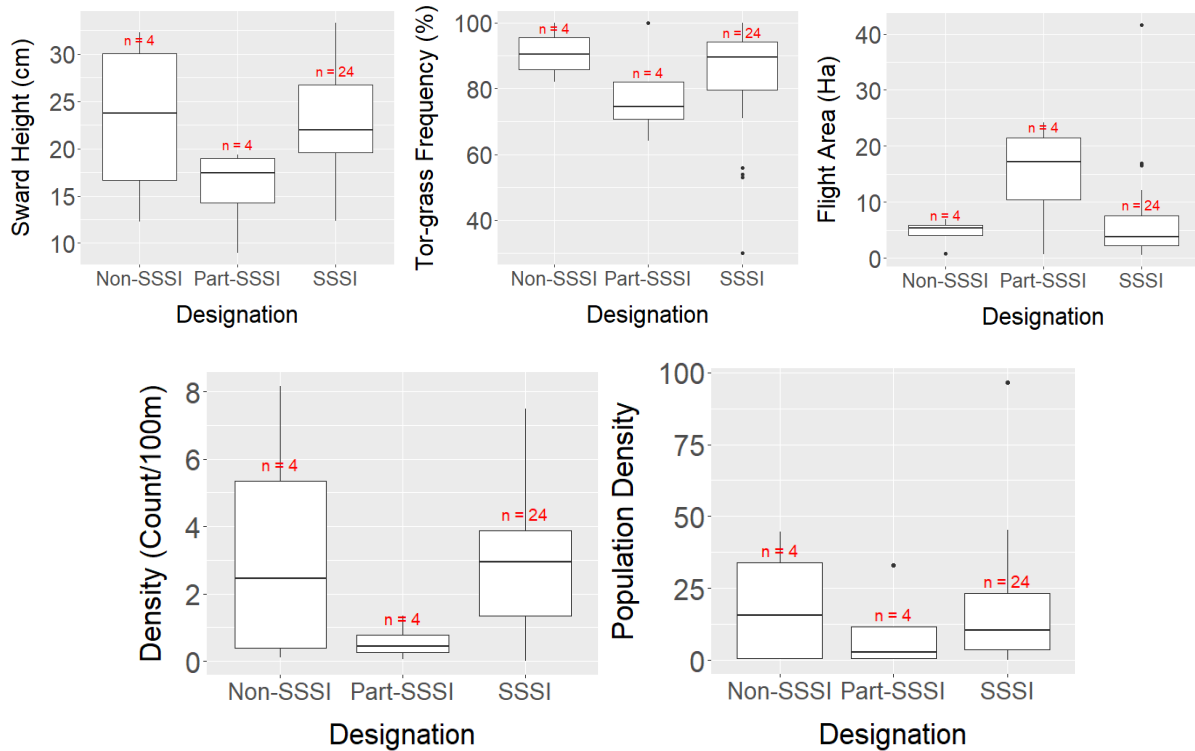 Sward Height (cm)
30
25
20
15
10
n = 4
n = 4
n = 24
Non-SSSI Part-SSSI SSSI
Designation
Tor-grass Frequency (%)
100
80
60
40
n = 4
n = 4
n = 24
Non-SSSI Part-SSSI SSSI
Designation
Flight Area (Ha)
40
30
20
10
0
n = 4
n = 4
n = 24
Non-SSSI Part-SSSI SSSI
Designation
Density (Count/100m)
8
6
4
2
0
n = 4
n = 4
n = 24
Non-SSSI Part-SSSI SSSI
Designation
Population Density
100
75
50
25
0
n = 4
n = 4
n = 24
Non-SSSI Part-SSSI SSSI
Designation